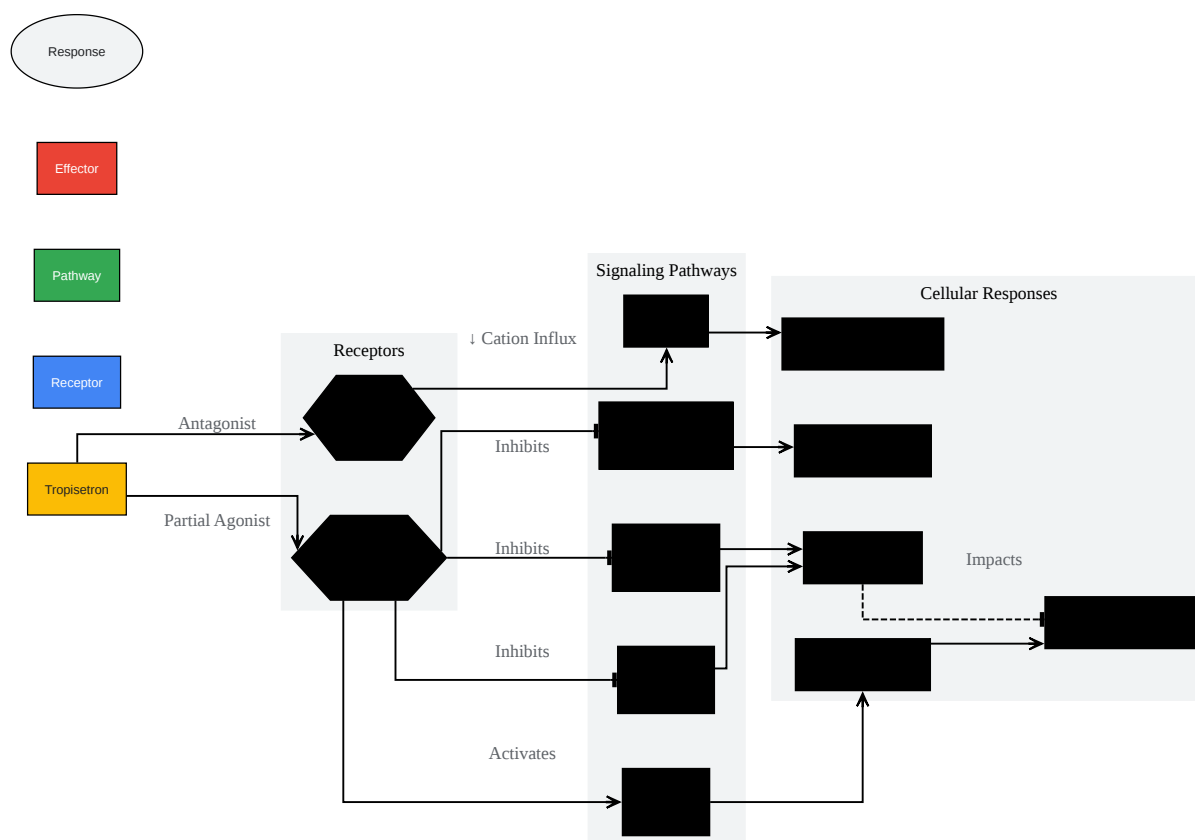 Response
Effector
Pathway
Receptor
Tropisetron
Antagonist
Partial Agonist
Receptors
↓ Cation Influx
Inhibits
Inhibits
Inhibits
Activates
Signaling Pathways
Cellular Responses
Impacts